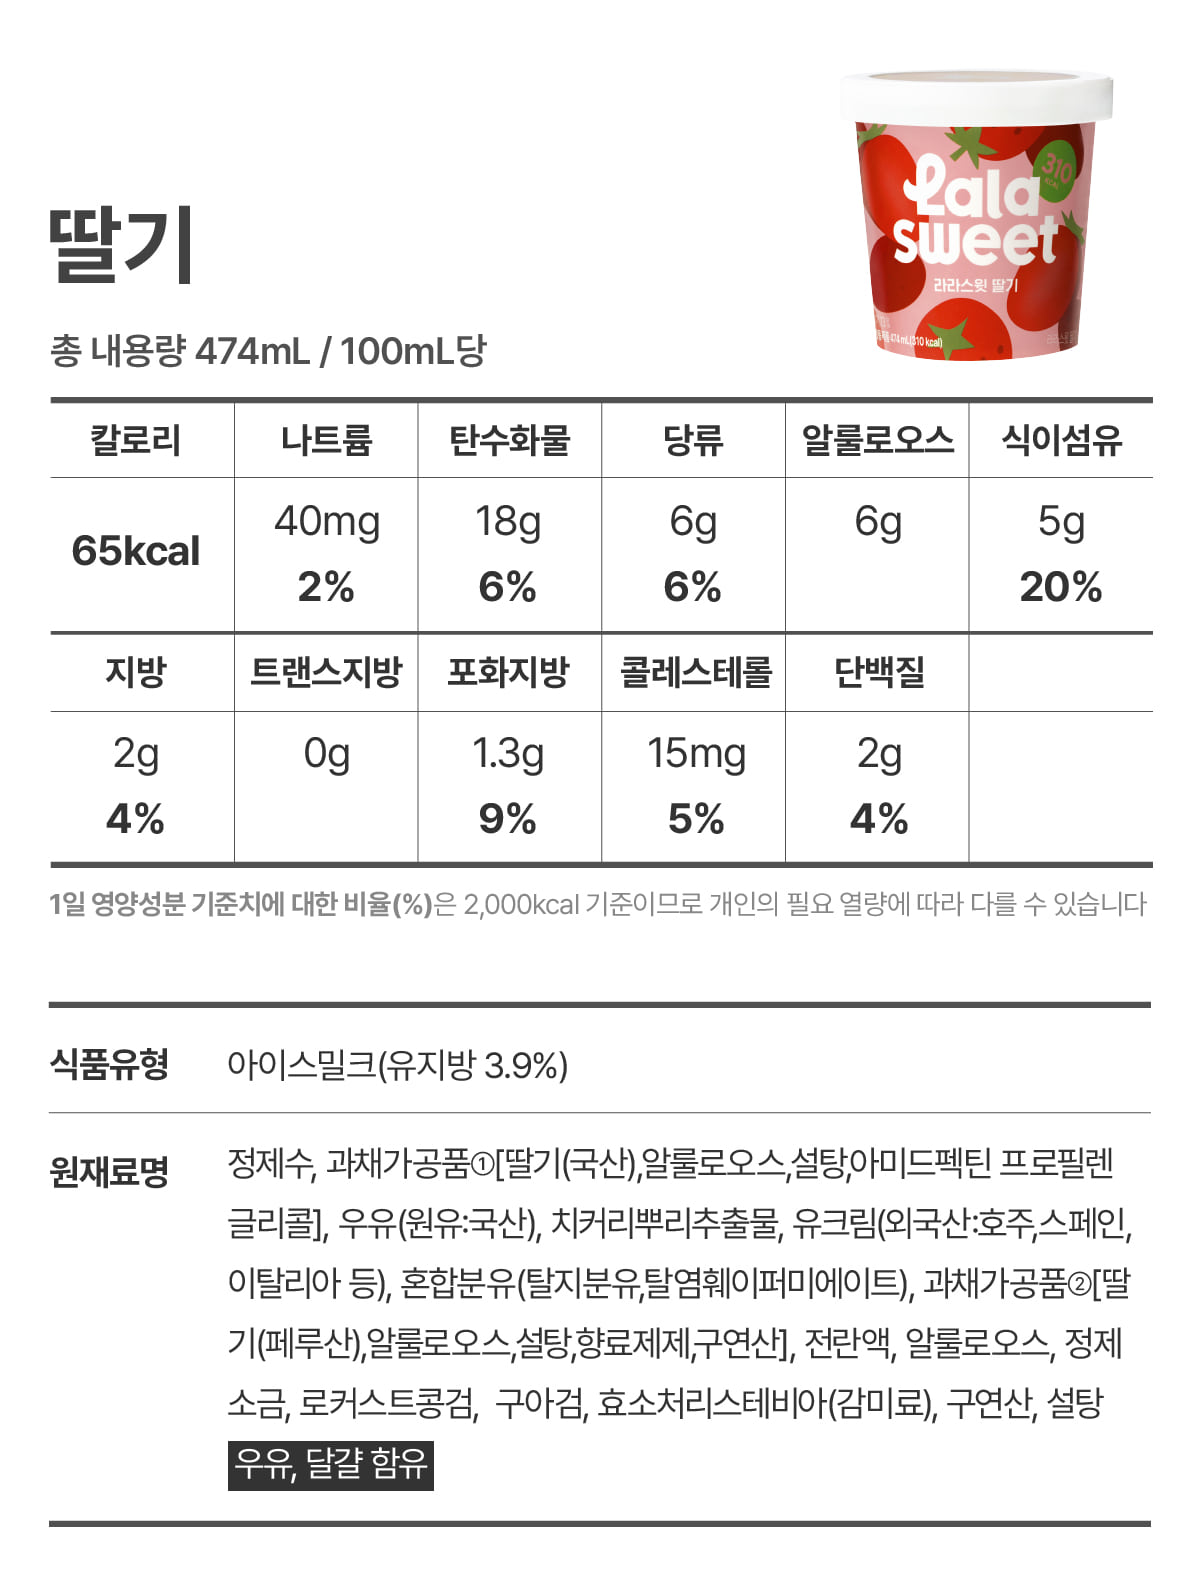 딸기
Lala
sweet
310
KCAL
라라스윗 딸기
474 mL(310 kcal)
총 내용량 474mL / 100mL당
칼로리 나트륨 탄수화물 당류 알룰로오스 식이섬유
65kcal 40mg 18g 6g 6g 5g
2% 6% 6% 20%
지방 트랜스지방 포화지방 콜레스테롤 단백질
2g 0g 1.3g 15mg 2g
4% 9% 5% 4%
1일 영양성분 기준치에 대한 비율(%)은 2,000kcal 기준이므로 개인의 필요 열량에 따라 다를 수 있습니다
식품유형 아이스밀크(유지방 3.9%)
원재료명 정제수, 과채가공품①[딸기(국산),알룰로오스,설탕,아미드펙틴 프로필렌
글리콜], 우유(원유:국산), 치커리뿌리추출물, 유크림(외국산:호주,스페인,
이탈리아 등), 혼합분유(탈지분유,탈염훼이퍼미에이트), 과채가공품②[딸
기(페루산),알룰로오스,설탕,향료제제,구연산], 전란액, 알룰로오스, 정제
소금, 로커스트콩검, 구아검, 효소처리스테비아(감미료), 구연산, 설탕
우유, 달걀 함유